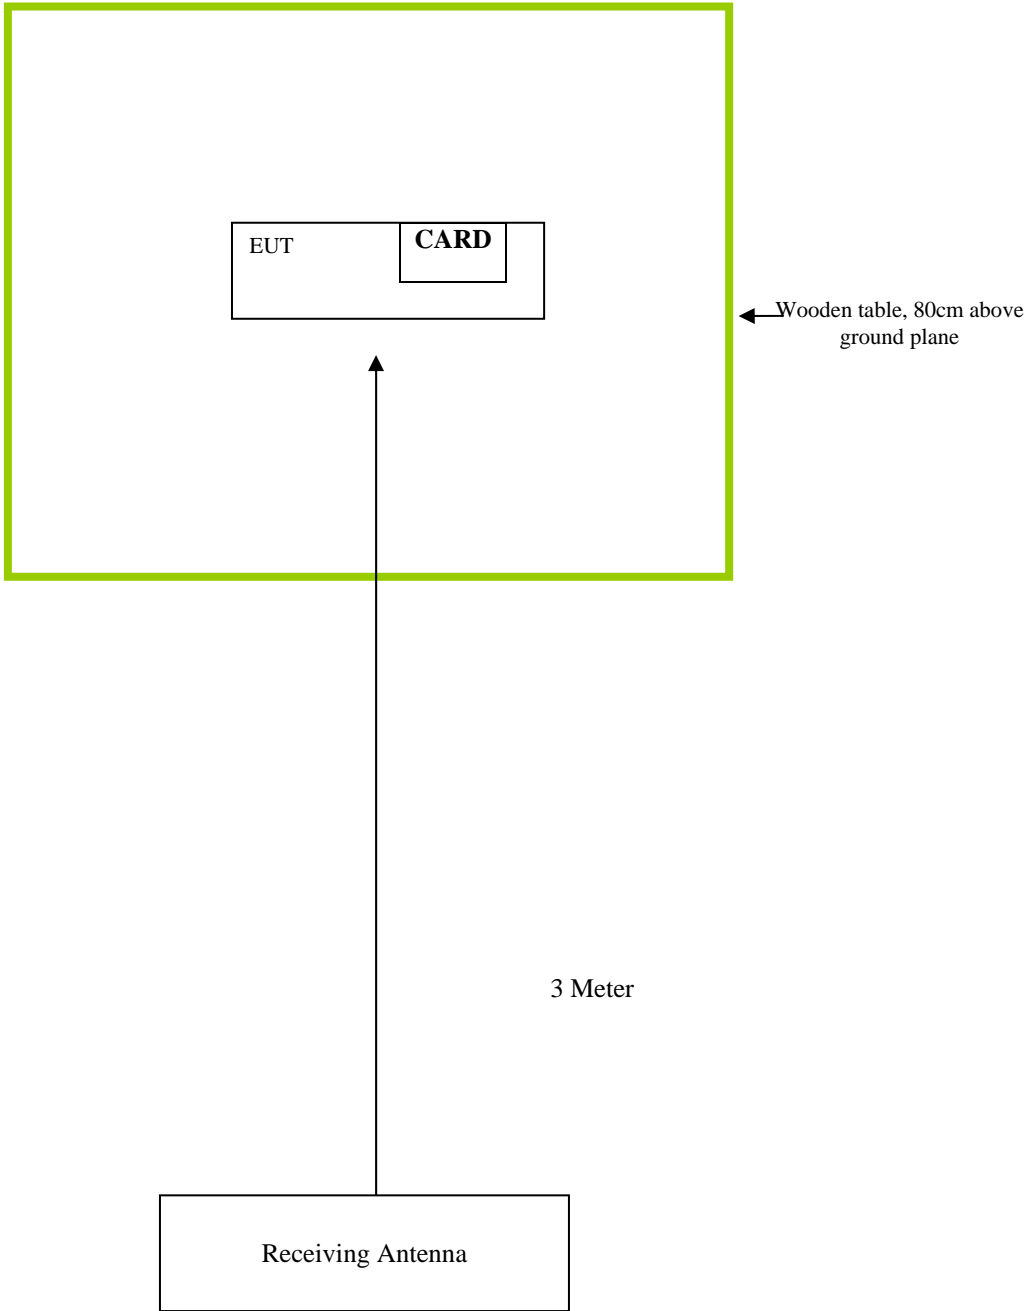 EUT
CARD
Wooden table, 80cm above
ground plane
3 Meter
Receiving Antenna